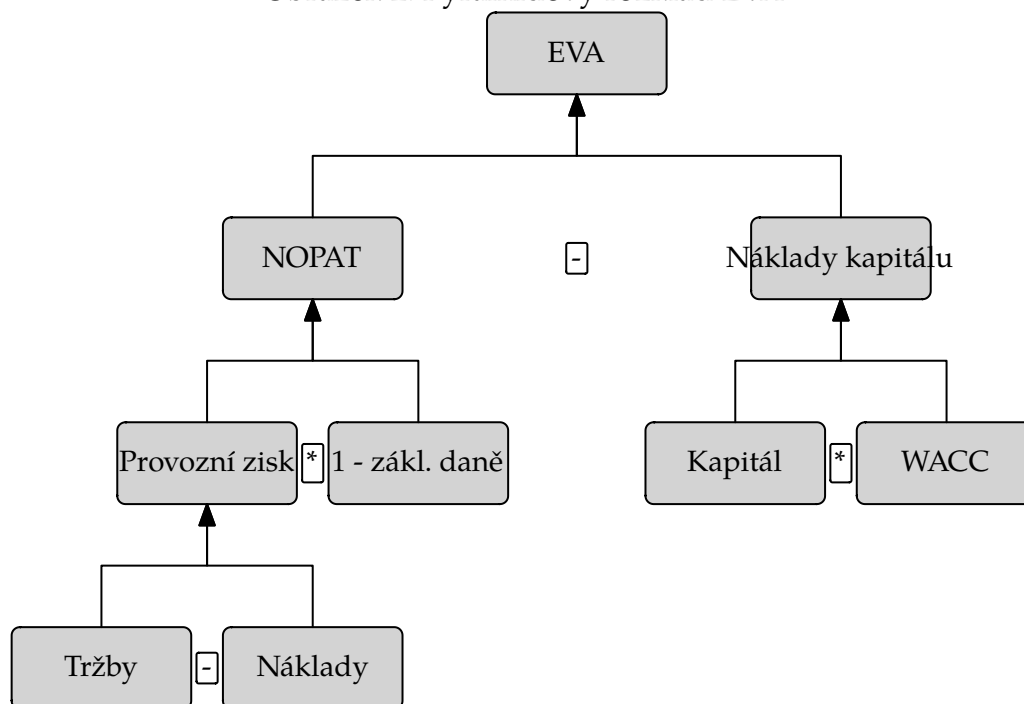 EVA
NOPAT - Náklady kapitálu
Provozní zisk * 1 - zákl. daně Kapitál * WACC
Tržby - Náklady